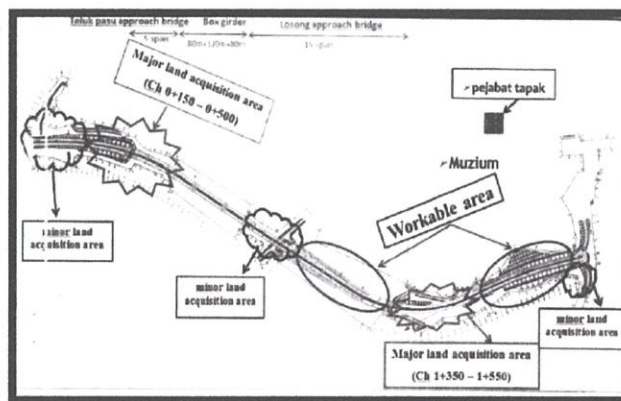 Teluk pasu approach bridge
Box girder
Losong approach bridge
5 span
80m+120m+80m
15 span
Major land acquisition area
(Ch 0+150 – 0+500)
pejabat tapak
Muzium
Workable area
minor land
acquisition area
minor land
acquisition area
minor land
acquisition area
Major land acquisition area
(Ch 1+350 – 1+550)